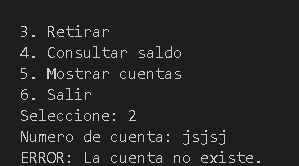 3. Retirar
4. Consultar saldo
5. Mostrar cuentas
6. Salir
Seleccione: 2
Numero de cuenta: jsjsj
ERROR: La cuenta no existe.